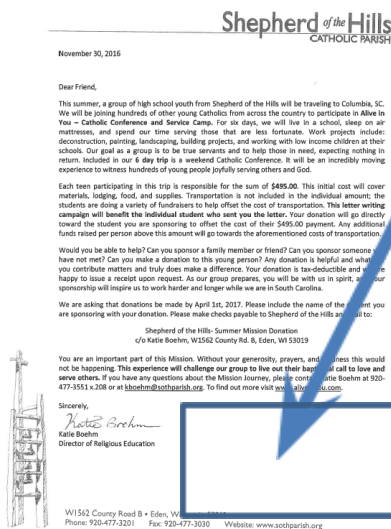 Shepherd of the Hills
CATHOLIC PARISH
November 30, 2016
Dear Friend,
This summer, a group of high school youth from Shepherd of the Hills will be traveling to Columbia, SC.
We will be joining hundreds of other young Catholics from across the country to participate in Alive in
You – Catholic Conference and Service Camp. For six days, we will live in a school, sleep on air
mattresses, and spend our time serving those that are less fortunate. Work projects include:
deconstruction, painting, landscaping, building projects, and working with low income children at their
schools. Our goal as a group is to be true servants and to help those in need, expecting nothing in
return. Included in our 6 day trip is a weekend Catholic Conference. It will be an incredibly moving
experience to witness hundreds of young people joyfully serving others and God.
Each teen participating in this trip is responsible for the sum of $495.00. This initial cost will cover
materials, lodging, food, and supplies. Transportation is not included in the individual amount; the
students are doing a variety of fundraisers to help offset the cost of transportation. This letter writing
campaign will benefit the individual student who sent you the letter. Your donation will go directly
toward the student you are sponsoring to offset the cost of their $495.00 payment. Any additional
funds raised per person above this amount will go towards the aforementioned costs of transportation.
Would you be able to help? Can you sponsor a family member or friend? Can you sponsor someone
have not met? Can you make a donation to this young person? Any donation is helpful and
you contribute matters and truly does make a difference. Your donation is tax-deductible and
happy to issue a receipt upon request. As our group prepares, you will be with us in spirit,
sponsorship will inspire us to work harder and longer while we are in South Carolina.
We are asking that donations be made by April 1st, 2017. Please include the name of the you
are sponsoring with your donation. Please make checks payable to Shepherd of the Hills to:
Shepherd of the Hills- Summer Mission Donation
c/o Katie Boehm, W1562 County Rd. B, Eden, WI 53019
You are an important part of this Mission. Without your generosity, prayers, and this would
not be happening. This experience will challenge our group to live out their call to love and
serve others. If you have any questions about the Mission Journey, Katie Boehm at 920-
477-3551 x.208 or at kboehm@sothparish.org. To find out more visit
Sincerely,
Katie Boehm
Katie Boehm
Director of Religious Education
W1562 County Road B • Eden,
Phone: 920-477-3201 Fax: 920-477-3030 Website: www.sothparish.org